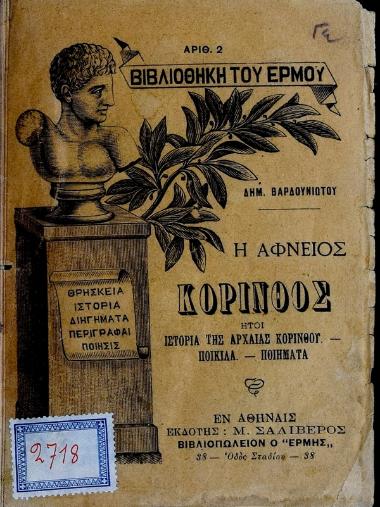 ΑΡΙΘ. 2
ΒΙΒΛΙΟΘΗΚΗ ΤΟΥ ΕΡΜΟΥ
ΔΗΜ. ΒΑΡΔΟΥΝΙΩΤΟΥ
Η ΑΦΝΕΙΟΣ
ΚΟΡΙΝΘΟΣ
ΗΤΟΙ
ΙΣΤΟΡΙΑ ΤΗΣ ΑΡΧΑΙΑΣ ΚΟΡΙΝΘΟΥ. —
ΠΟΙΚΙΛΑ. — ΠΟΙΗΜΑΤΑ
ΘΡΗΣΚΕΙΑ
ΙΣΤΟΡΙΑ
ΔΙΗΓΗΜΑΤΑ
ΠΕΡΙΓΡΑΦΑΙ
ΠΟΙΗΣΙΣ
ΕΝ ΑΘΗΝΑΙΣ
ΕΚΔΟΤΗΣ: Μ. ΣΑΛΙΒΕΡΟΣ
ΒΙΒΛΙΟΠΩΛΕΙΟΝ Ο "ΕΡΜΗΣ„
38 — Ὁδὸς Σταδίου — 38
2718